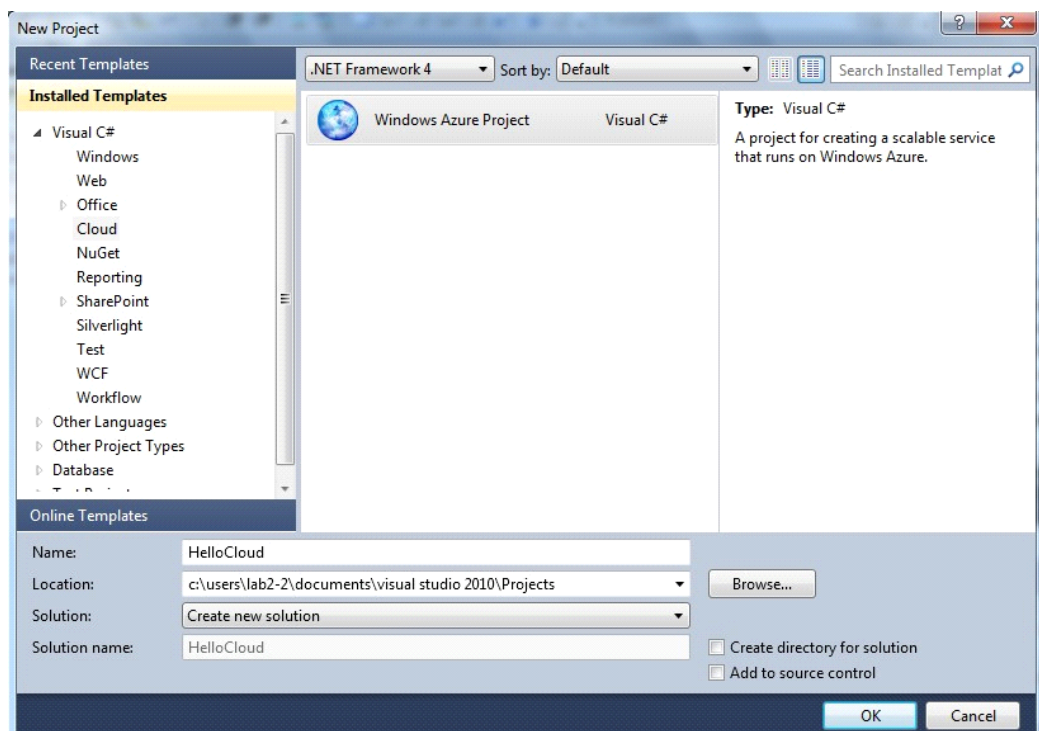 New Project
Recent Templates
.NET Framework 4 Sort by: Default Search Installed Templat
Installed Templates
Visual C#
Windows
Web
Office
Cloud
NuGet
Reporting
SharePoint
Silverlight
Test
WCF
Workflow
Other Languages
Other Project Types
Database
Windows Azure Project Visual C#
Type: Visual C#
A project for creating a scalable service
that runs on Windows Azure.
Online Templates
Name: HelloCloud
Location: c:\users\lab2-2\documents\visual studio 2010\Projects Browse...
Solution: Create new solution
Solution name: HelloCloud Create directory for solution
Add to source control
OK Cancel